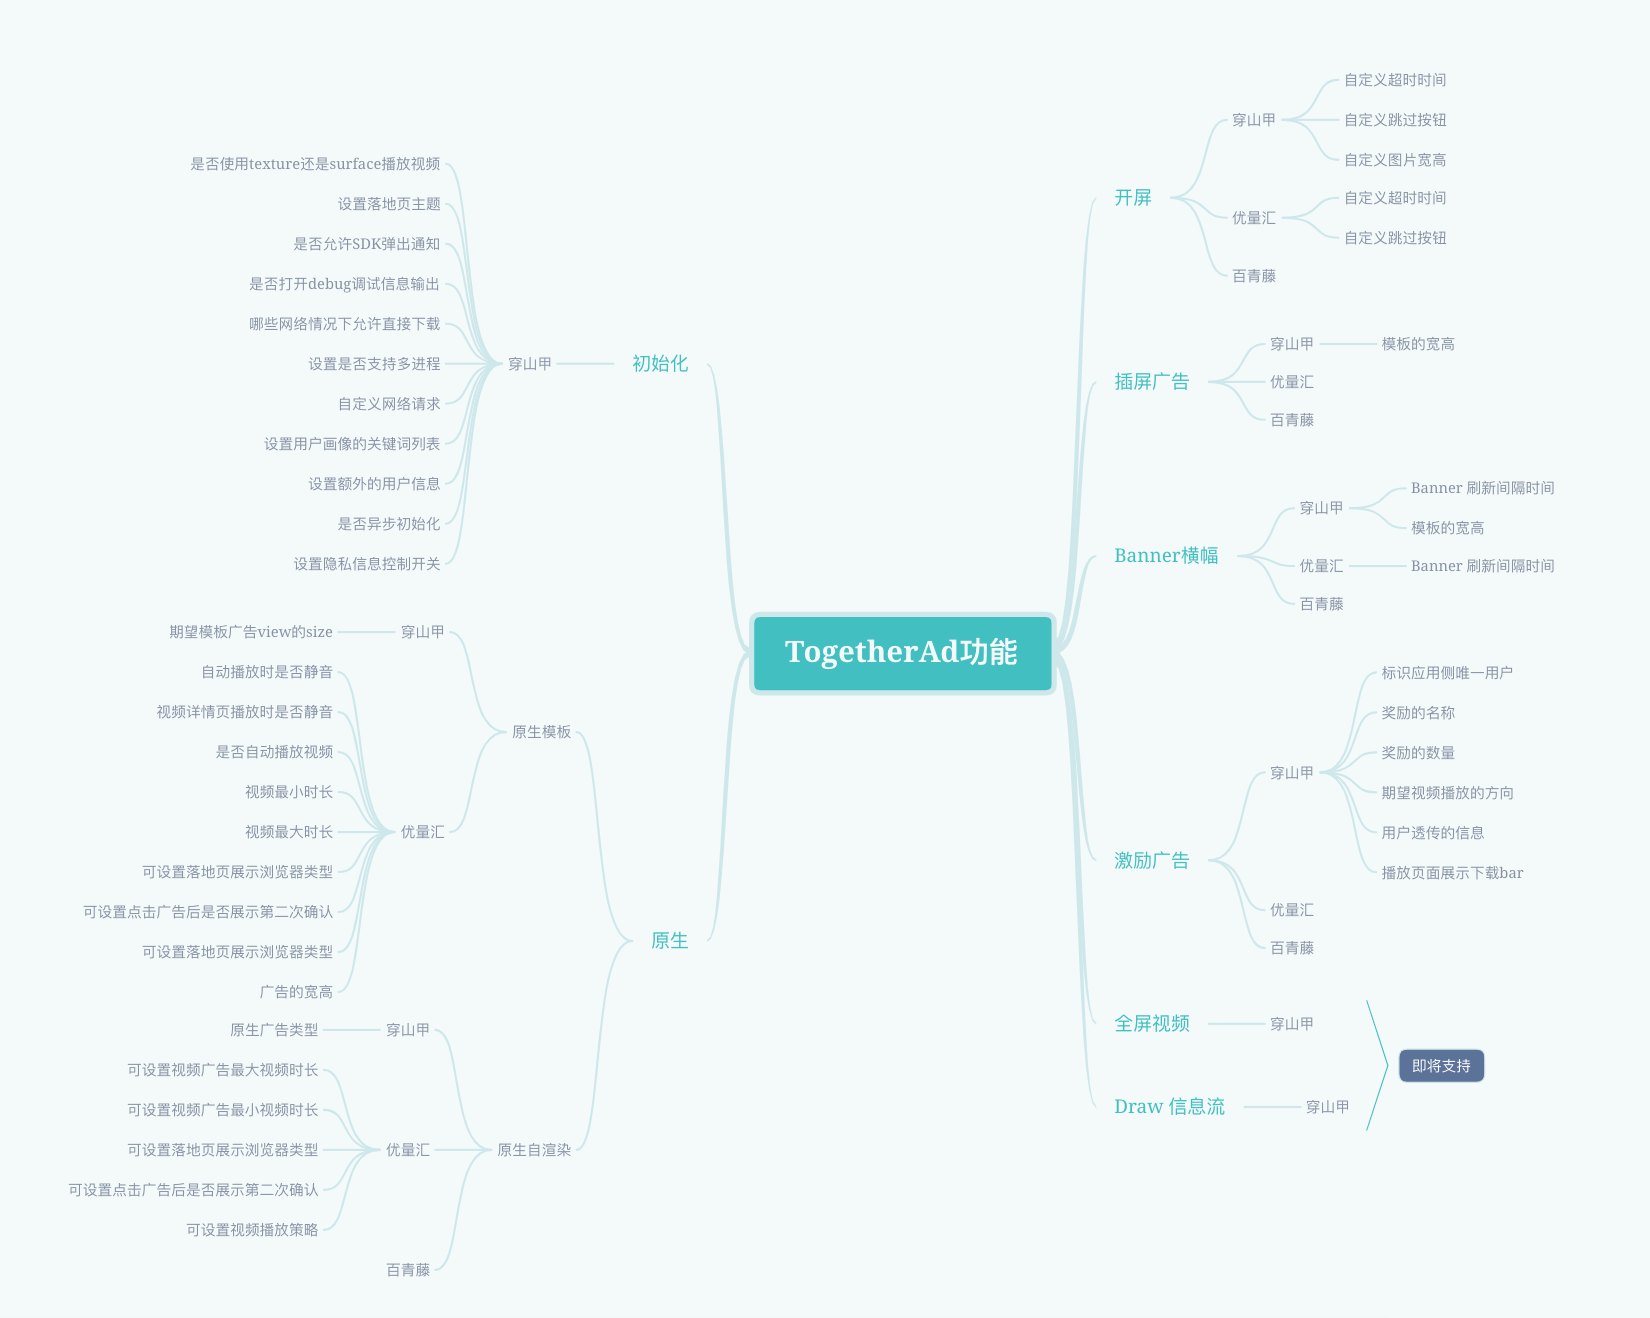 TogetherAd功能
开屏
穿山甲
自定义超时时间
自定义跳过按钮
自定义图片宽高
优量汇
自定义超时时间
自定义跳过按钮
百青藤
插屏广告
穿山甲
模板的宽高
优量汇
百青藤
Banner横幅
穿山甲
Banner 刷新间隔时间
模板的宽高
优量汇
Banner 刷新间隔时间
百青藤
激励广告
穿山甲
标识应用侧唯一用户
奖励的名称
奖励的数量
期望视频播放的方向
用户透传的信息
播放页面展示下载bar
优量汇
百青藤
全屏视频
穿山甲
Draw 信息流
穿山甲
即将支持
初始化
穿山甲
是否使用texture还是surface播放视频
设置落地页主题
是否允许SDK弹出通知
是否打开debug调试信息输出
哪些网络情况下允许直接下载
设置是否支持多进程
自定义网络请求
设置用户画像的关键词列表
设置额外的用户信息
是否异步初始化
设置隐私信息控制开关
原生
原生模板
穿山甲
期望模板广告view的size
优量汇
自动播放时是否静音
视频详情页播放时是否静音
是否自动播放视频
视频最小时长
视频最大时长
可设置落地页展示浏览器类型
可设置点击广告后是否展示第二次确认
可设置落地页展示浏览器类型
广告的宽高
原生自渲染
穿山甲
原生广告类型
优量汇
可设置视频广告最大视频时长
可设置视频广告最小视频时长
可设置落地页展示浏览器类型
可设置点击广告后是否展示第二次确认
可设置视频播放策略
百青藤